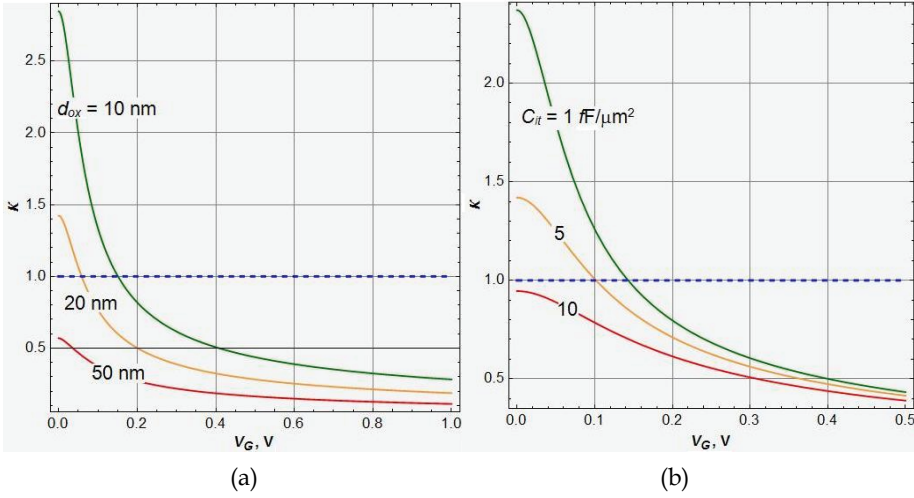 2.5
2.0
1.5
1.0
0.5
κ
d_ox = 10 nm
20 nm
50 nm
0.0 0.2 0.4 0.6 0.8 1.0
V_G, V
(a)
2.0
1.5
1.0
0.5
κ
C_it = 1 fF/μm²
5
10
0.0 0.1 0.2 0.3 0.4 0.5
V_G, V
(b)